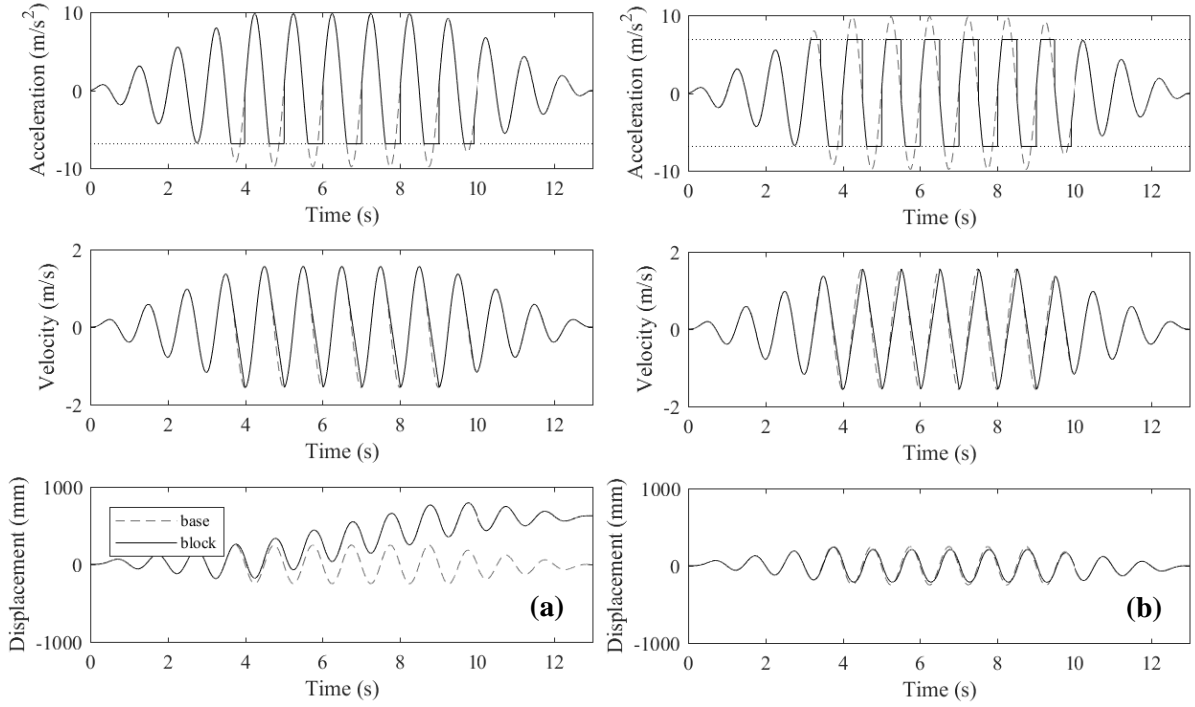 10
0
-10
Acceleration (m/s²)
0 2 4 6 8 10 12
Time (s)
2
0
-2
Velocity (m/s)
0 2 4 6 8 10 12
Time (s)
1000
0
-1000
Displacement (mm)
base
block
(a)
0 2 4 6 8 10 12
Time (s)
10
0
-10
Acceleration (m/s²)
0 2 4 6 8 10 12
Time (s)
2
0
-2
Velocity (m/s)
0 2 4 6 8 10 12
Time (s)
1000
0
-1000
Displacement (mm)
(b)
0 2 4 6 8 10 12
Time (s)